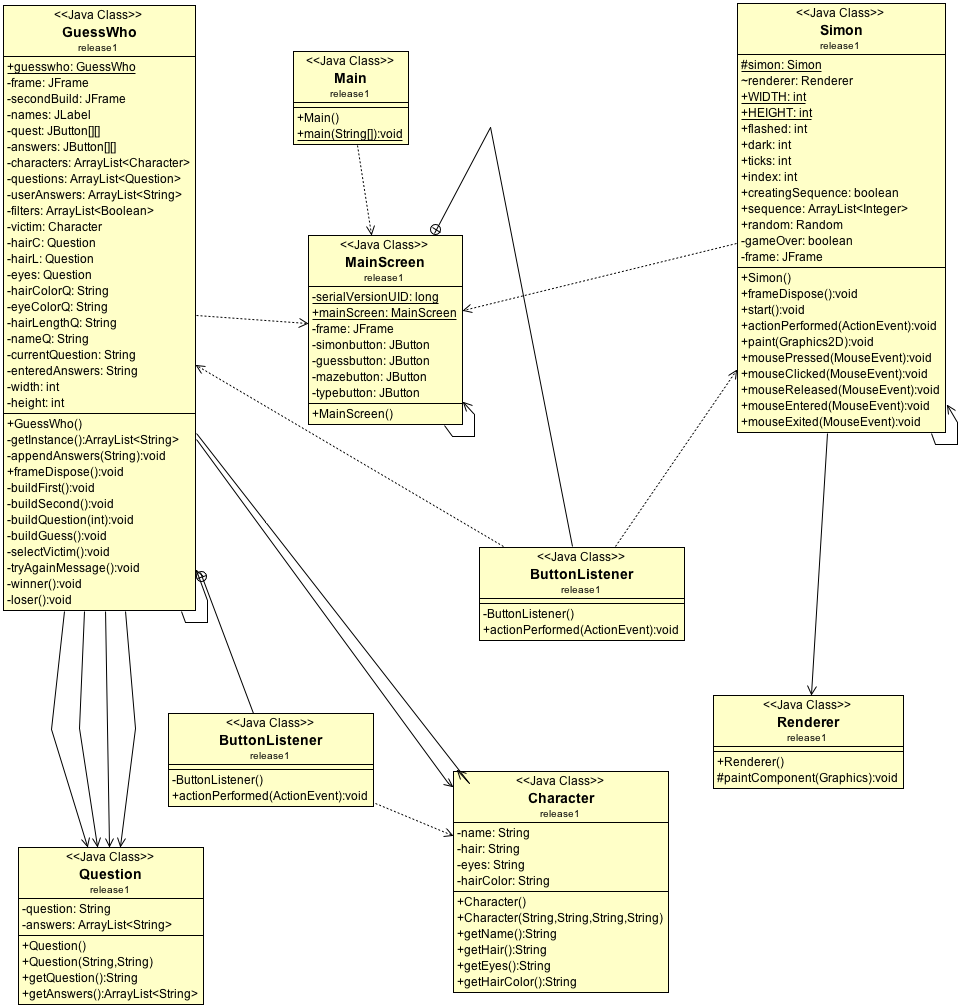 <<Java Class>>
GuessWho
release1
+guesswho: GuessWho
-frame: JFrame
-secondBuild: JFrame
-names: JLabel
-quest: JButton[][]
-answers: JButton[][]
-characters: ArrayList<Character>
-questions: ArrayList<Question>
-userAnswers: ArrayList<String>
-filters: ArrayList<Boolean>
-victim: Character
-hairC: Question
-hairL: Question
-eyes: Question
-hairColorQ: String
-eyeColorQ: String
-hairLengthQ: String
-nameQ: String
-currentQuestion: String
-enteredAnswers: String
-width: int
-height: int
+GuessWho()
-getInstance():ArrayList<String>
-appendAnswers(String):void
+frameDispose():void
-buildFirst():void
-buildSecond():void
-buildQuestion(int):void
-buildGuess():void
-selectVictim():void
-tryAgainMessage():void
-winner():void
-loser():void
<<Java Class>>
Main
release1
+Main()
+main(String[]):void
<<Java Class>>
MainScreen
release1
-serialVersionUID: long
+mainScreen: MainScreen
-frame: JFrame
-simonbutton: JButton
-guessbutton: JButton
-mazebutton: JButton
-typebutton: JButton
+MainScreen()
<<Java Class>>
Simon
release1
#simon: Simon
~renderer: Renderer
+WIDTH: int
+HEIGHT: int
+flashed: int
+dark: int
+ticks: int
+index: int
+creatingSequence: boolean
+sequence: ArrayList<Integer>
+random: Random
-gameOver: boolean
-frame: JFrame
+Simon()
+frameDispose():void
+start():void
+actionPerformed(ActionEvent):void
+paint(Graphics2D):void
+mousePressed(MouseEvent):void
+mouseClicked(MouseEvent):void
+mouseReleased(MouseEvent):void
+mouseEntered(MouseEvent):void
+mouseExited(MouseEvent):void
<<Java Class>>
ButtonListener
release1
-ButtonListener()
+actionPerformed(ActionEvent):void
<<Java Class>>
ButtonListener
release1
-ButtonListener()
+actionPerformed(ActionEvent):void
<<Java Class>>
Renderer
release1
+Renderer()
#paintComponent(Graphics):void
<<Java Class>>
Character
release1
-name: String
-hair: String
-eyes: String
-hairColor: String
+Character()
+Character(String,String,String,String)
+getName():String
+getHair():String
+getEyes():String
+getHairColor():String
<<Java Class>>
Question
release1
-question: String
-answers: ArrayList<String>
+Question()
+Question(String,String)
+getQuestion():String
+getAnswers():ArrayList<String>